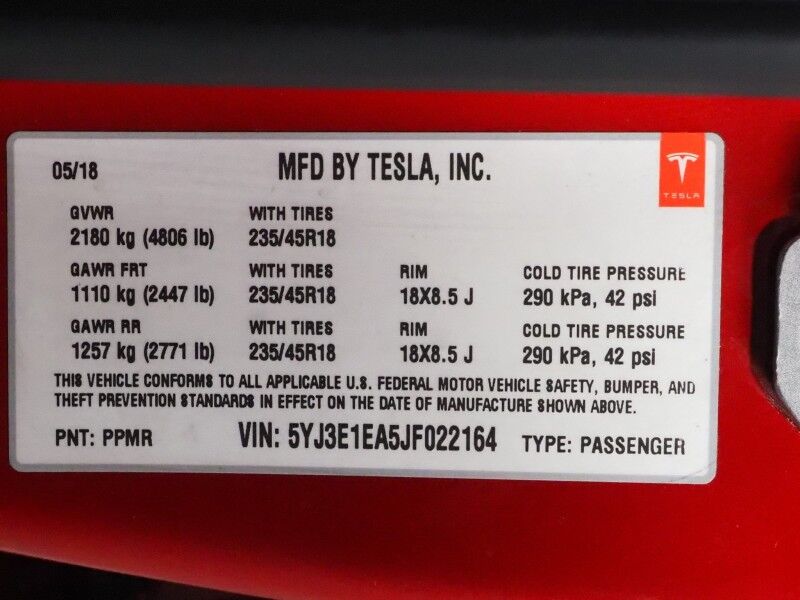 05/18 MFD BY TESLA, INC.
TESLA
GVWR WITH TIRES
2180 kg (4806 lb) 235/45R18
GAWR FRT WITH TIRES RIM COLD TIRE PRESSURE
1110 kg (2447 lb) 235/45R18 18X8.5 J 290 kPa, 42 psi
GAWR RR WITH TIRES RIM COLD TIRE PRESSURE
1257 kg (2771 lb) 235/45R18 18X8.5 J 290 kPa, 42 psi
THIS VEHICLE CONFORMS TO ALL APPLICABLE U.S. FEDERAL MOTOR VEHICLE SAFETY, BUMPER, AND
THEFT PREVENTION STANDARDS IN EFFECT ON THE DATE OF MANUFACTURE SHOWN ABOVE.
PNT: PPMR VIN: 5YJ3E1EA5JF022164 TYPE: PASSENGER